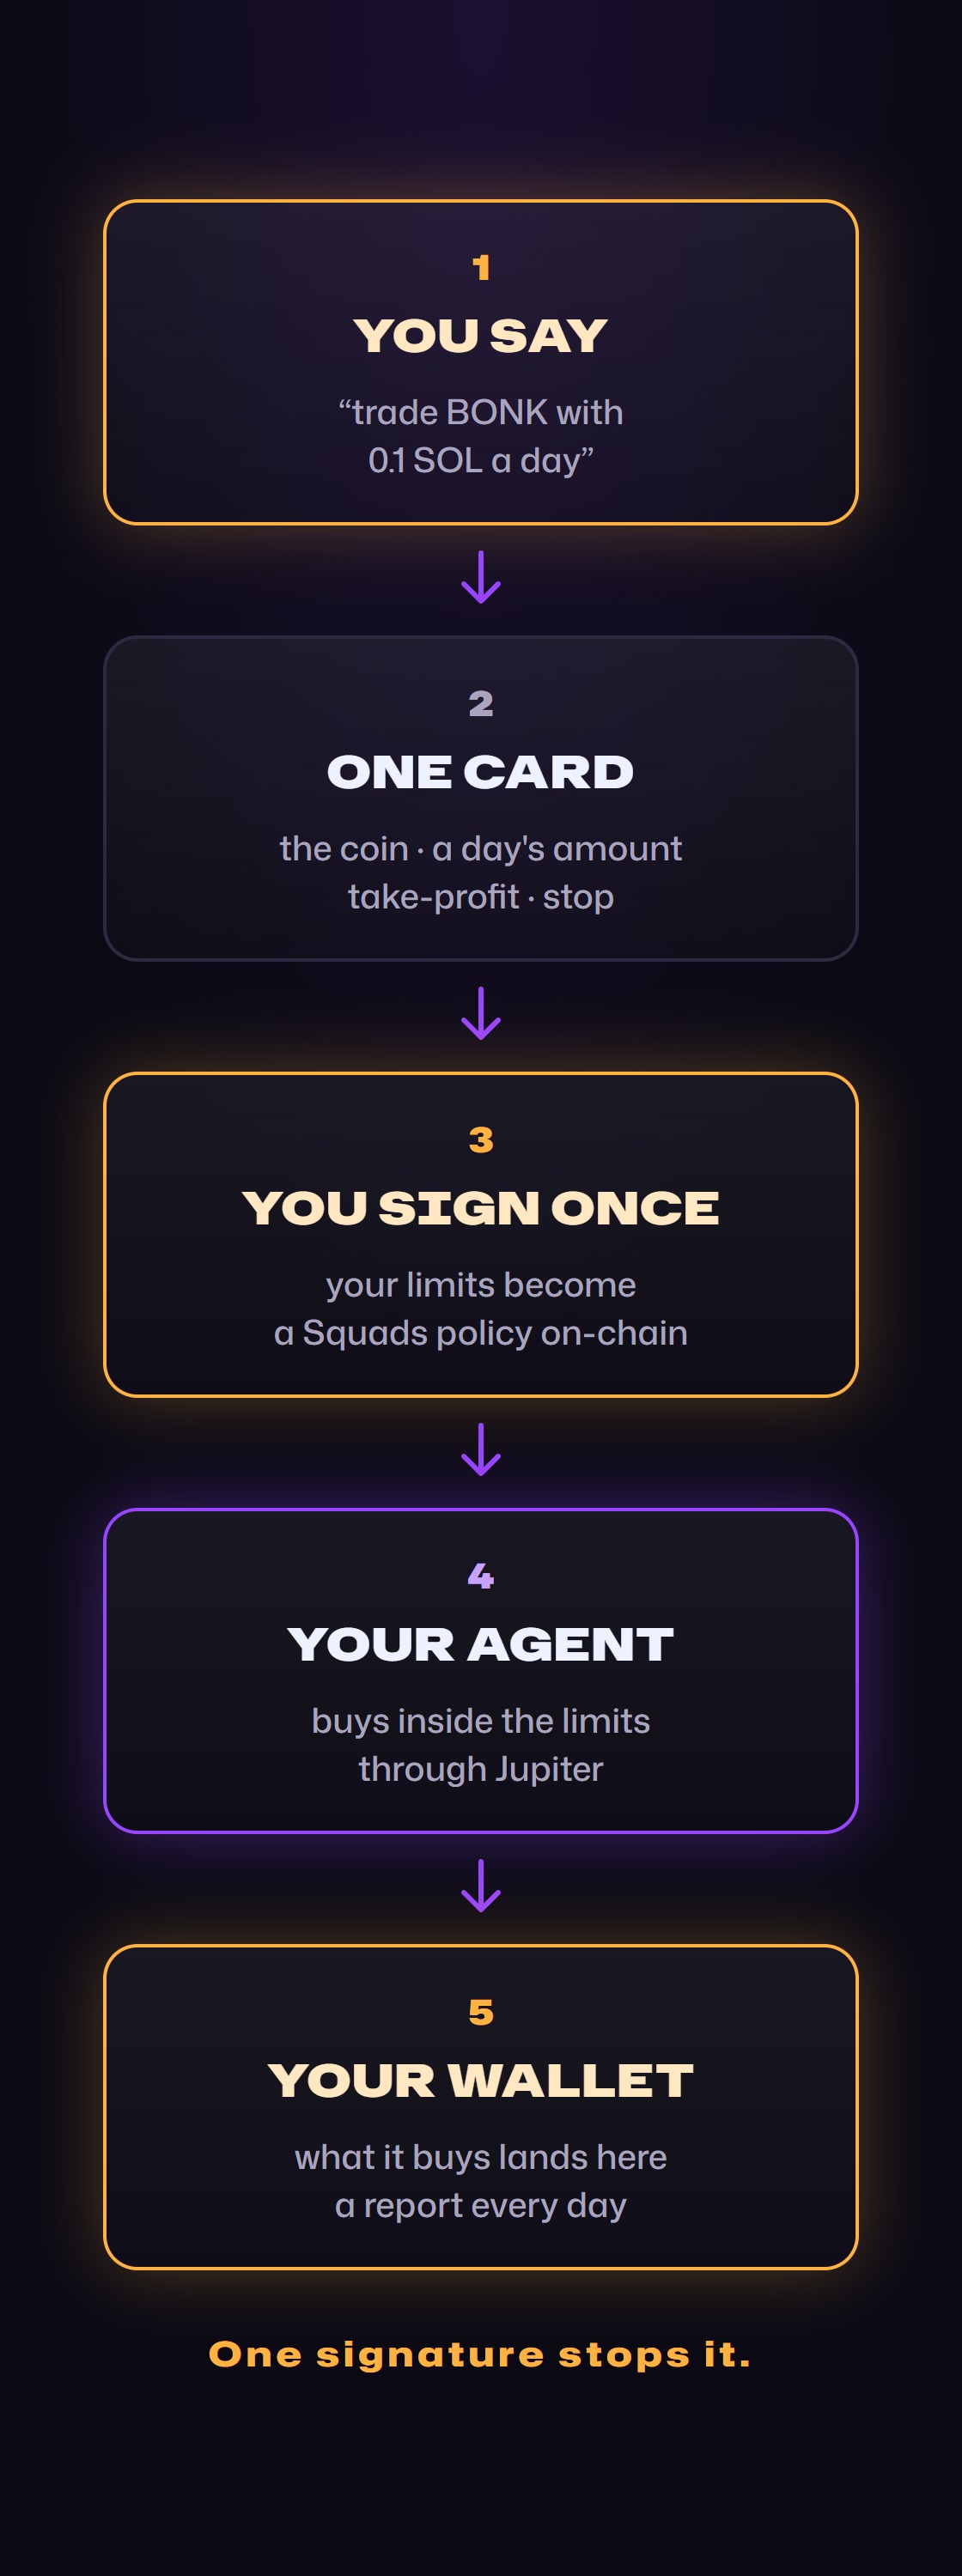 1
YOU SAY
“trade BONK with
0.1 SOL a day”
2
ONE CARD
the coin · a day's amount
take-profit · stop
3
YOU SIGN ONCE
your limits become
a Squads policy on-chain
4
YOUR AGENT
buys inside the limits
through Jupiter
5
YOUR WALLET
what it buys lands here
a report every day
One signature stops it.